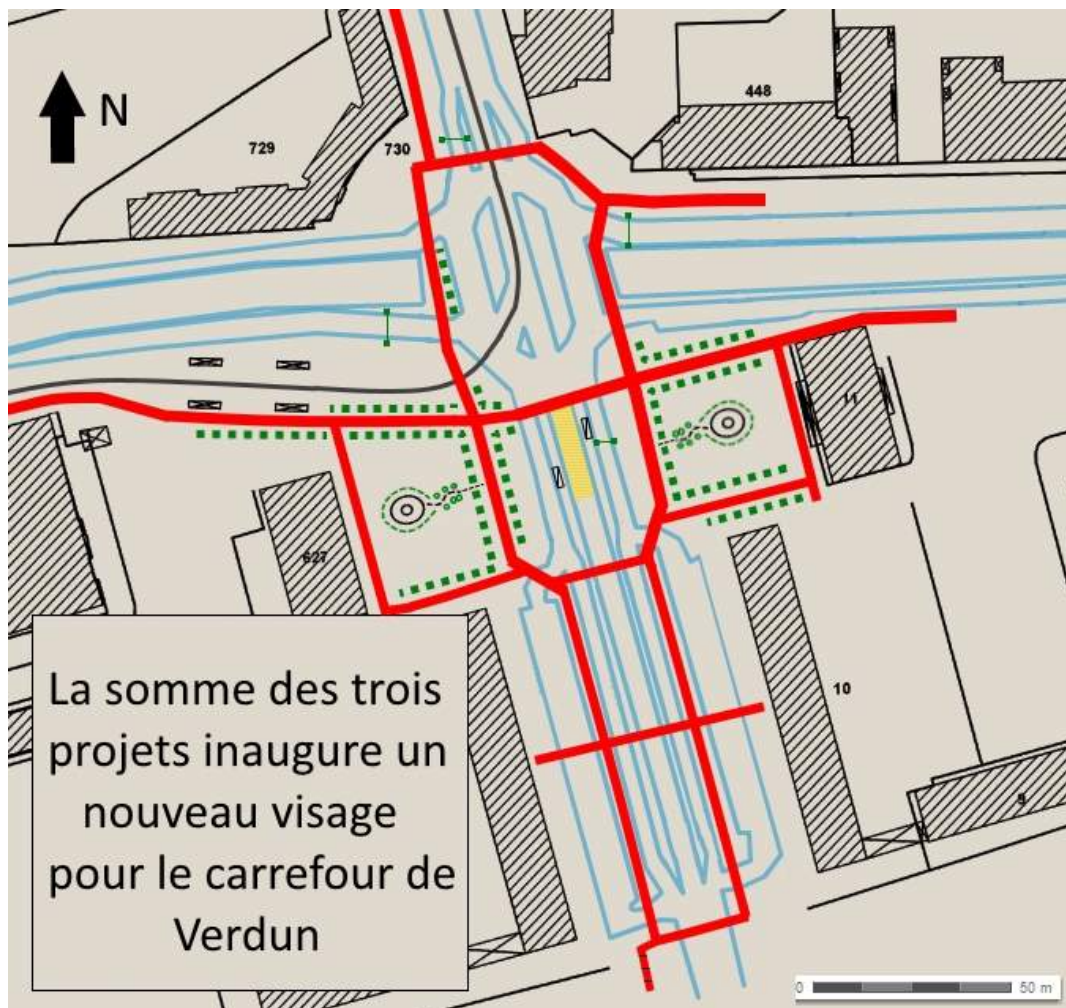 448
N
729
730
11
627
La somme des trois
projets inaugure un
nouveau visage
pour le carrefour de
Verdun
10
9
0
50 m